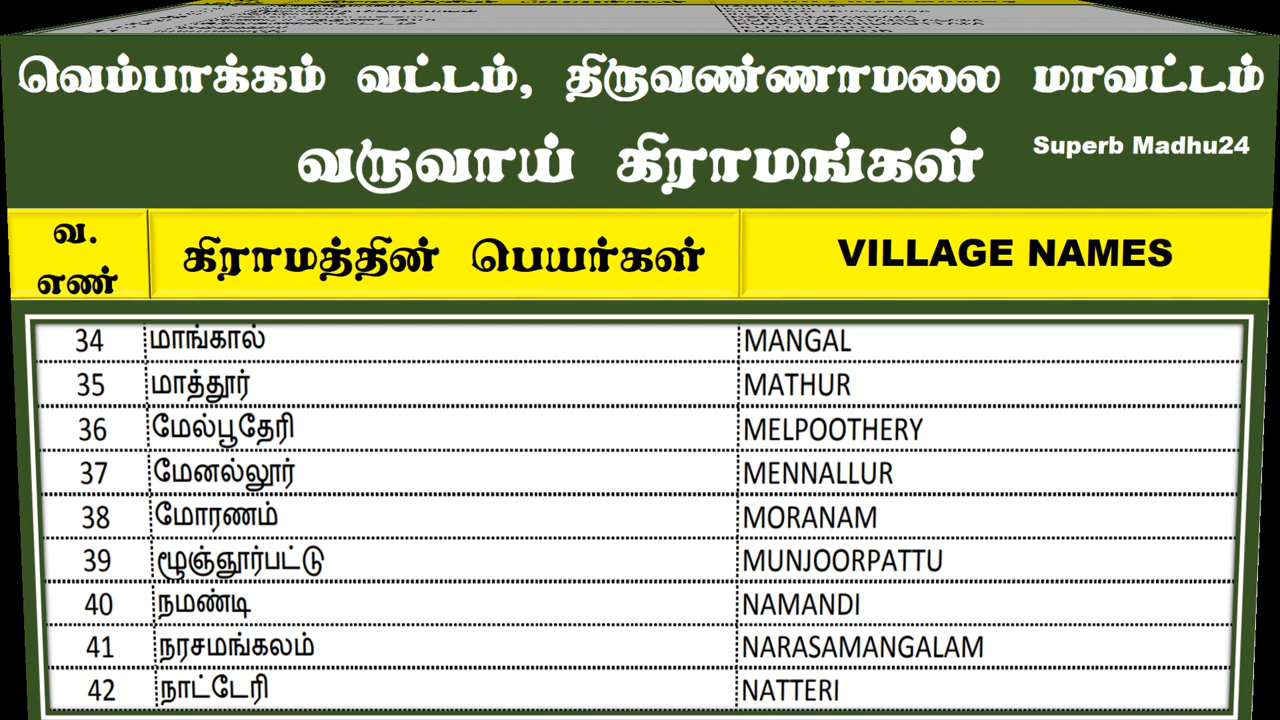 வெம்பாக்கம் வட்டம், திருவண்ணாமலை மாவட்டம்
வருவாய் கிராமங்கள்
Superb Madhu24
வ. எண் கிராமத்தின் பெயர்கள் VILLAGE NAMES
34 மாங்கால் MANGAL
35 மாத்தூர் MATHUR
36 மேல்பூதேரி MELPOOTHERY
37 மேனல்லூர் MENNALLUR
38 மோரணம் MORANAM
39 மூஞ்ஞூர்பட்டு MUNJOORPATTU
40 நமண்டி NAMANDI
41 நரசமங்கலம் NARASAMANGALAM
42 நாட்டேரி NATTERI